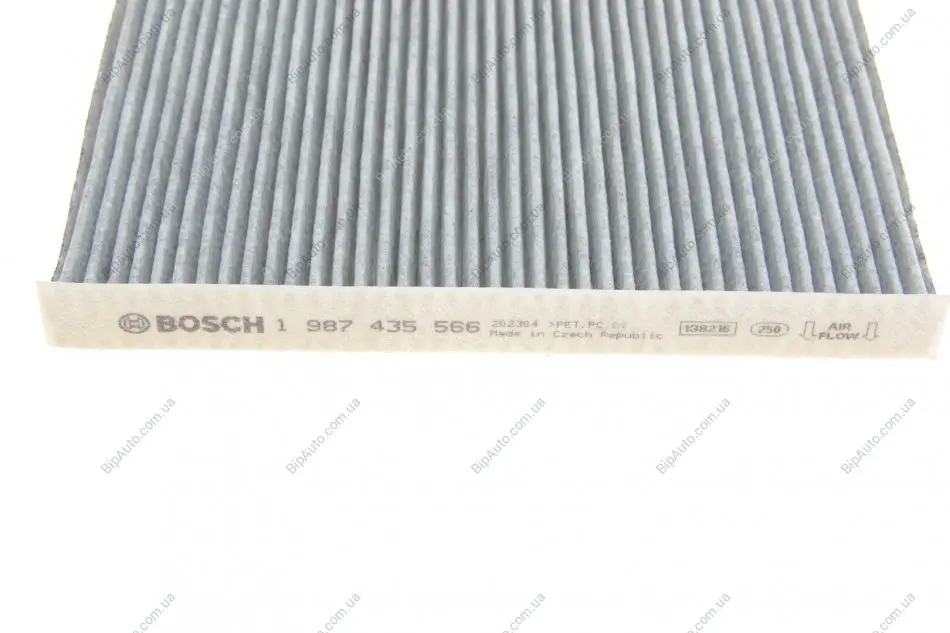 BOSCH 1 987 435 566
202304 >PET,PC
Made in Czech Republic
138216
250
AIR
FLOW
BipAuto.com.ua